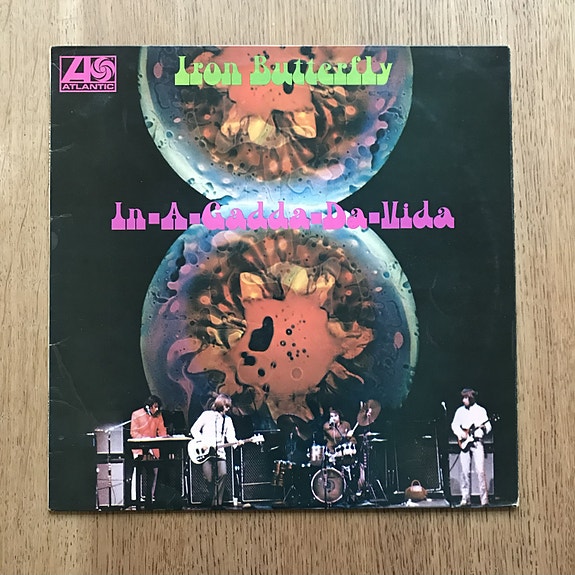 Iron Butterfly
ATLANTIC
In-A-Gadda-Da-Vida